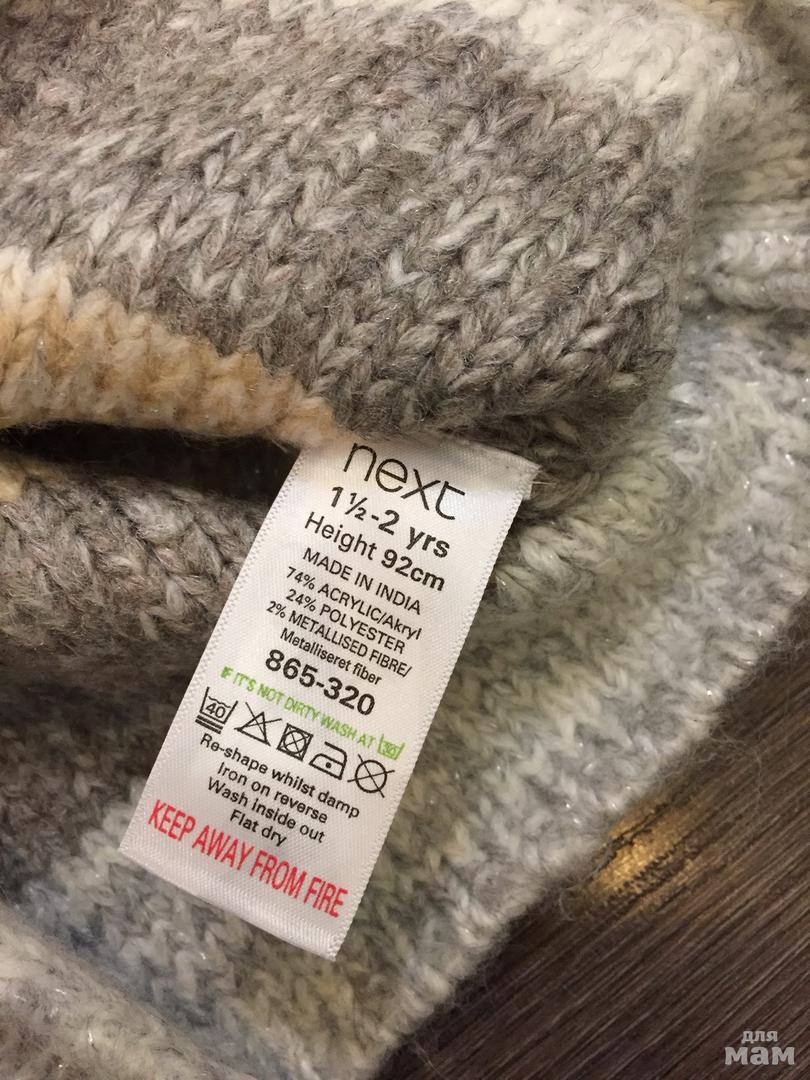 next
1½-2 yrs
Height 92cm
MADE IN INDIA
74% ACRYLIC/Akryl
24% POLYESTER
2% METALLISED FIBRE/
Metalliseret fiber
865-320
IF IT'S NOT DIRTY WASH AT 30
40
Re-shape whilst damp
Iron on reverse
Wash inside out
Flat dry
KEEP AWAY FROM FIRE
для
мам